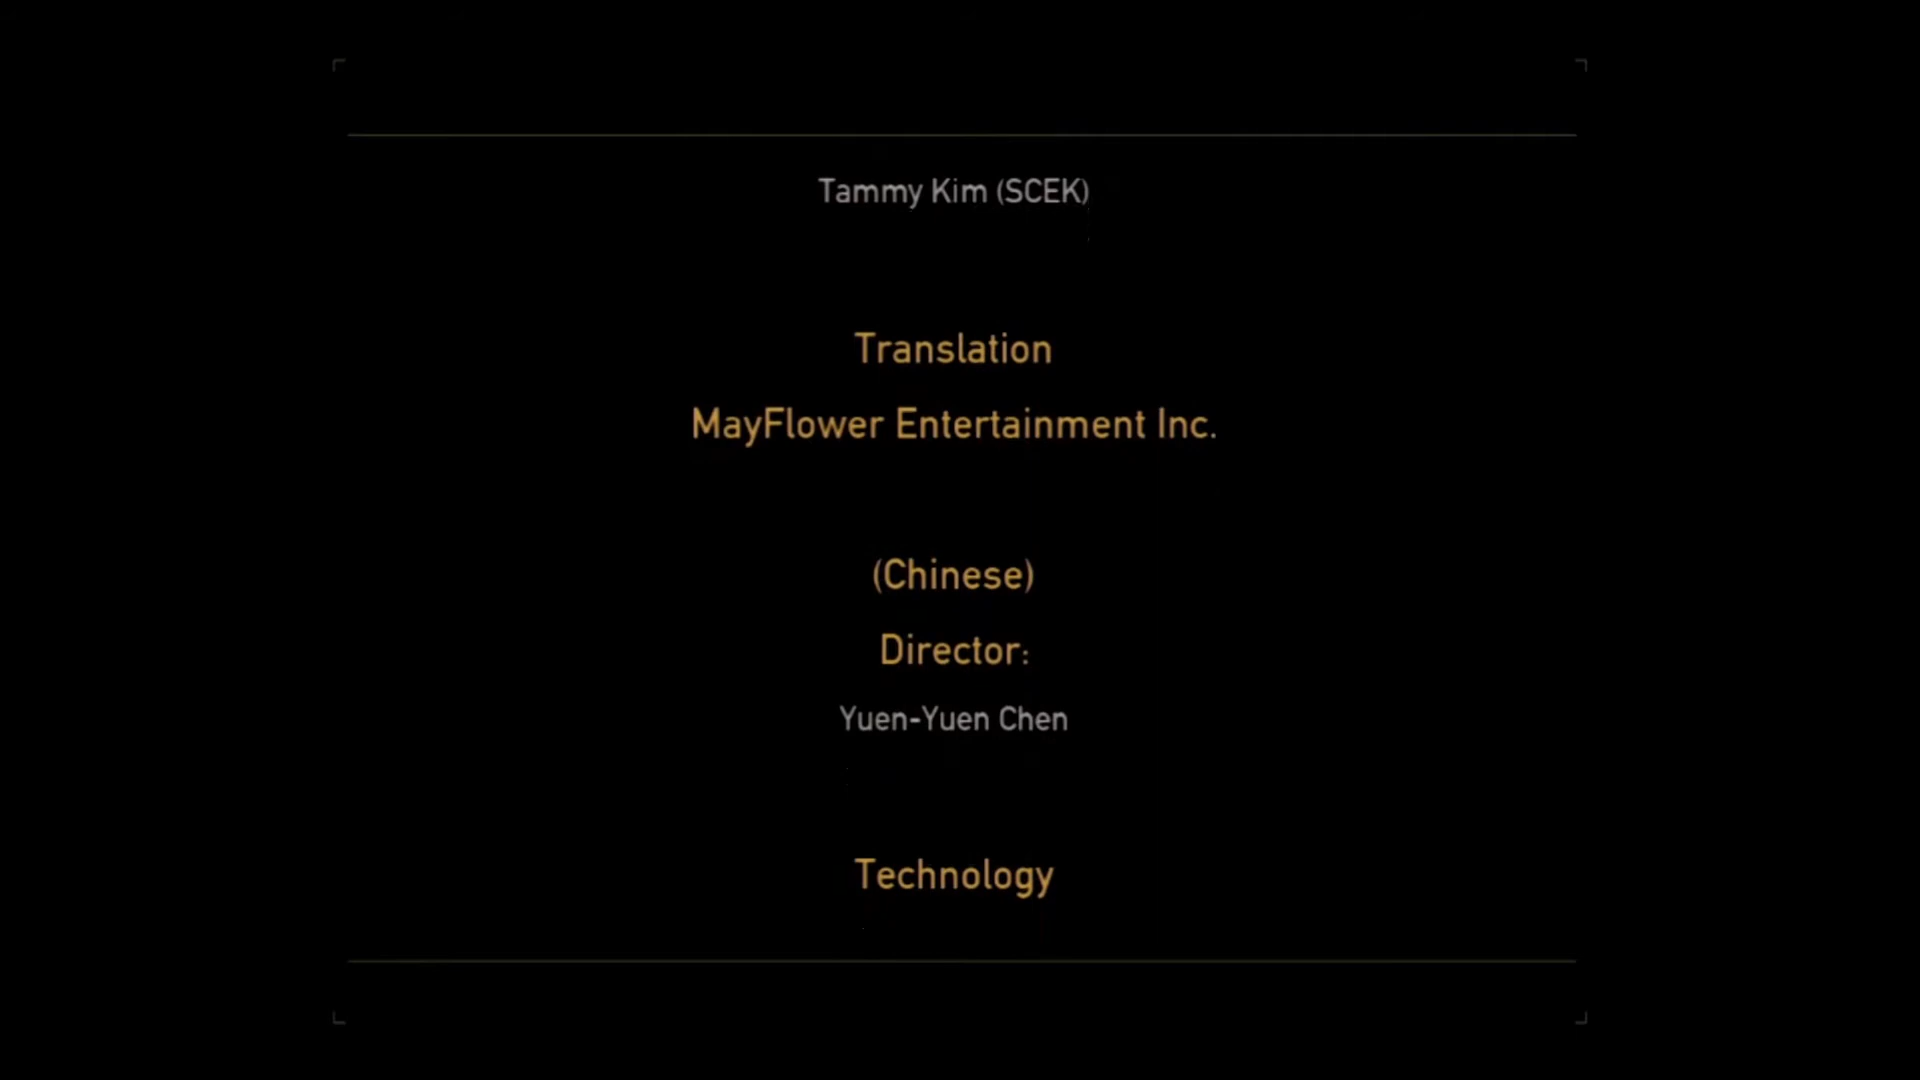 Tammy Kim (SCEK)
Translation
MayFlower Entertainment Inc.
(Chinese)
Director:
Yuen-Yuen Chen
Technology